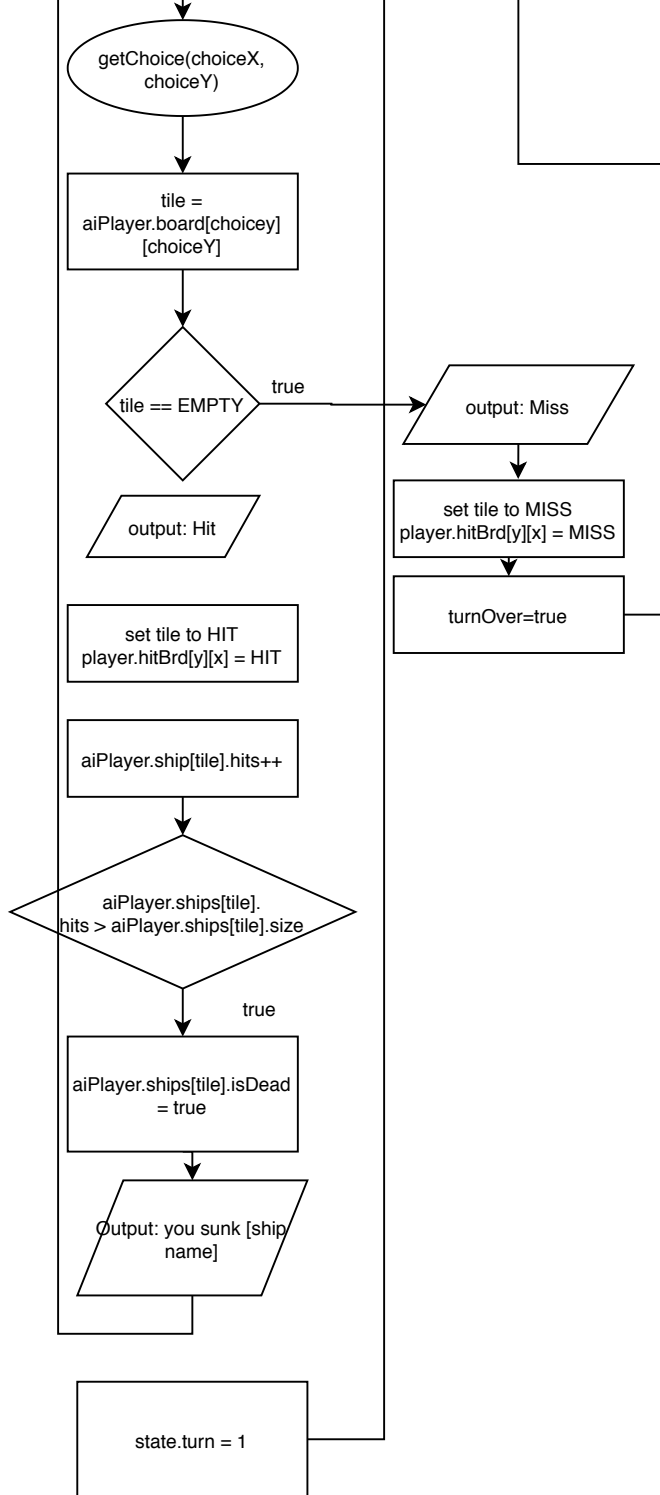 getChoice(choiceX,
choiceY)
tile =
aiPlayer.board[choicey]
[choiceY]
tile == EMPTY
true
output: Miss
set tile to MISS
player.hitBrd[y][x] = MISS
turnOver=true
output: Hit
set tile to HIT
player.hitBrd[y][x] = HIT
aiPlayer.ship[tile].hits++
aiPlayer.ships[tile].
hits > aiPlayer.ships[tile].size
true
aiPlayer.ships[tile].isDead
= true
Output: you sunk [ship
name]
state.turn = 1